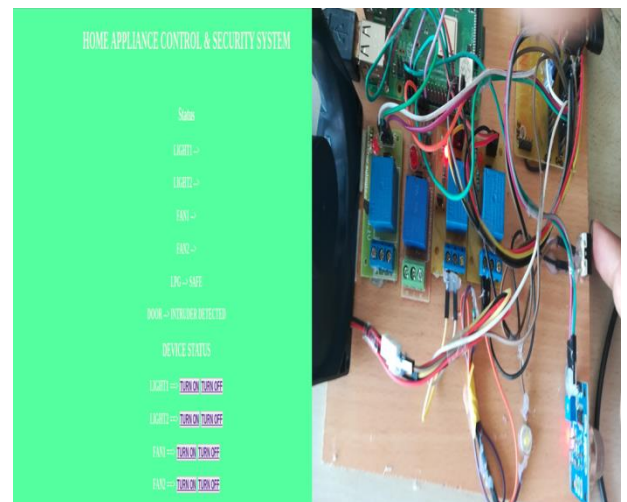 HOME APPLIANCE CONTROL & SECURITY SYSTEM
Status
LIGHT1 -->
LIGHT2 -->
FAN1 -->
FAN2 -->
LPG --> SAFE
DOOR --> INTRUDER DETECTED
DEVICE STATUS
LIGHT1 ==> TURN ON TURN OFF
LIGHT2 ==> TURN ON TURN OFF
FAN1 ==> TURN ON TURN OFF
FAN2 ==> TURN ON TURN OFF